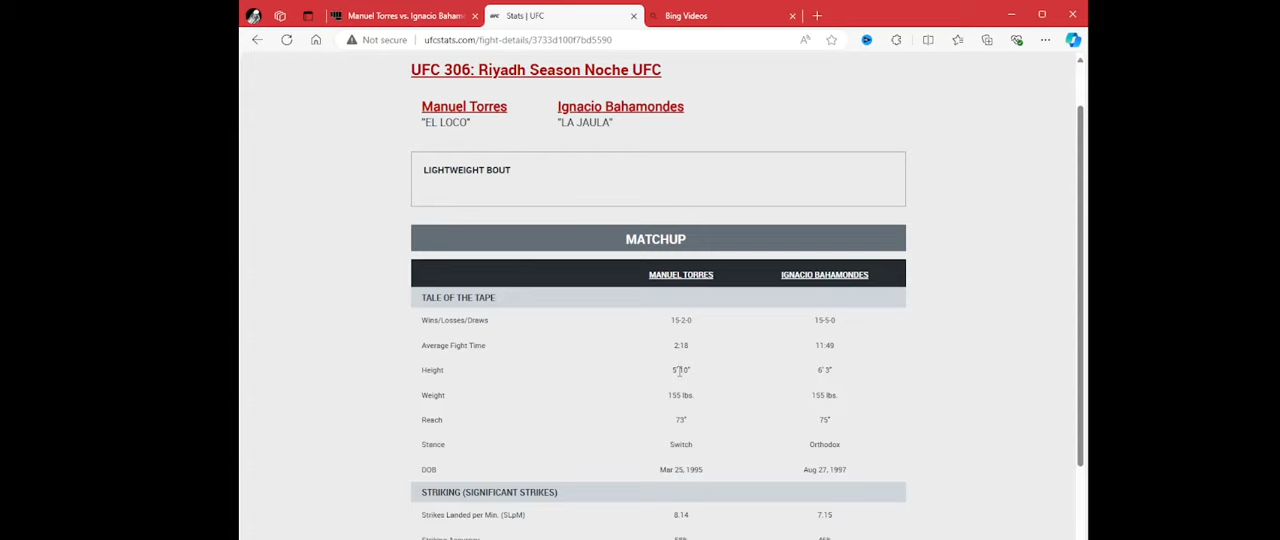 Manuel Torres vs. Ignacio Baham
Stats | UFC
Bing Videos
Not secure
ufcstats.com/fight-details/3733d100f7bd5590
UFC 306: Riyadh Season Noche UFC
Manuel Torres
Ignacio Bahamondes
"EL LOCO"
"LA JAULA"
LIGHTWEIGHT BOUT
MATCHUP
MANUEL TORRES
IGNACIO BAHAMONDES
TALE OF THE TAPE
Wins/Losses/Draws 15-2-0 15-5-0
Average Fight Time 2:18 11:49
Height 5' 10" 6' 3"
Weight 155 lbs. 155 lbs.
Reach 73" 75"
Stance Switch Orthodox
DOB Mar 25, 1995 Aug 27, 1997
STRIKING (SIGNIFICANT STRIKES)
Strikes Landed per Min. (SLpM) 8.14 7.15